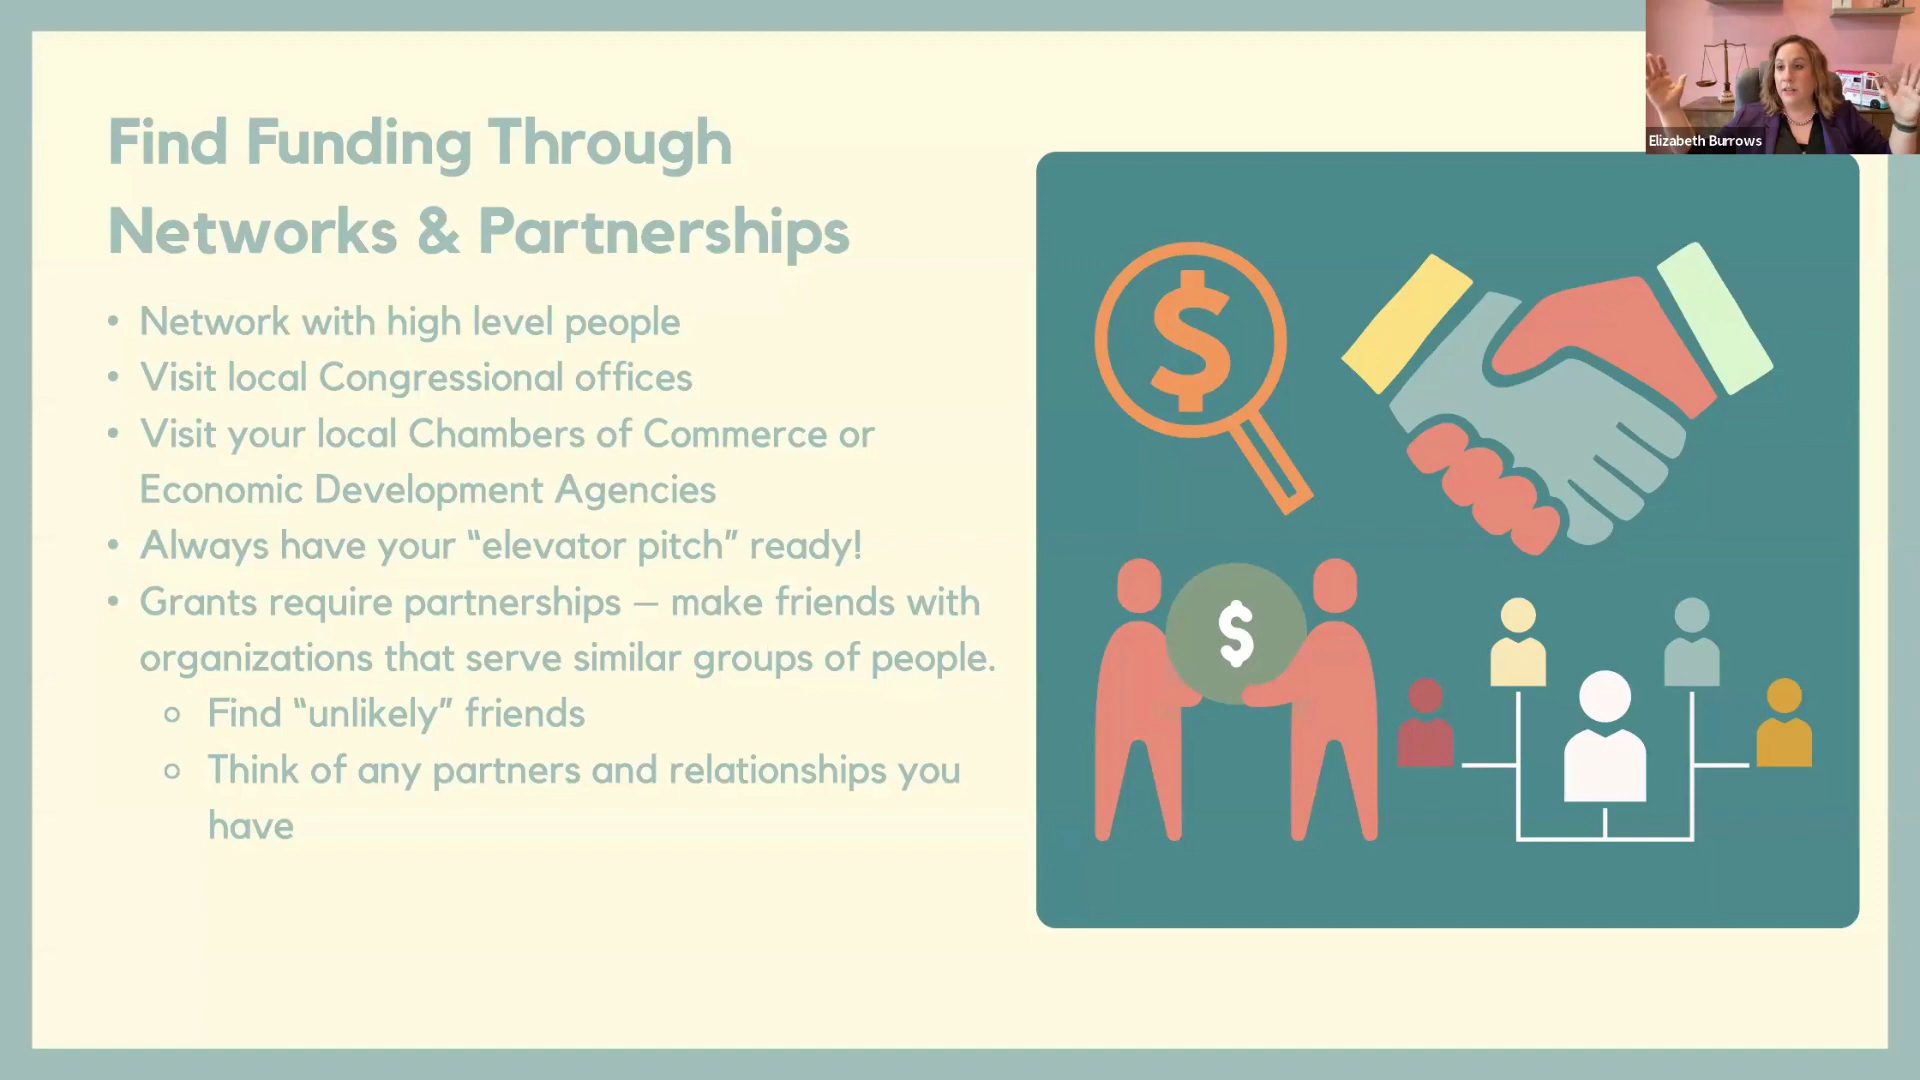 Find Funding Through
Networks & Partnerships
• Network with high level people
• Visit local Congressional offices
• Visit your local Chambers of Commerce or
Economic Development Agencies
• Always have your “elevator pitch” ready!
• Grants require partnerships – make friends with
organizations that serve similar groups of people.
○ Find “unlikely” friends
○ Think of any partners and relationships you
have
$
$
Elizabeth Burrows